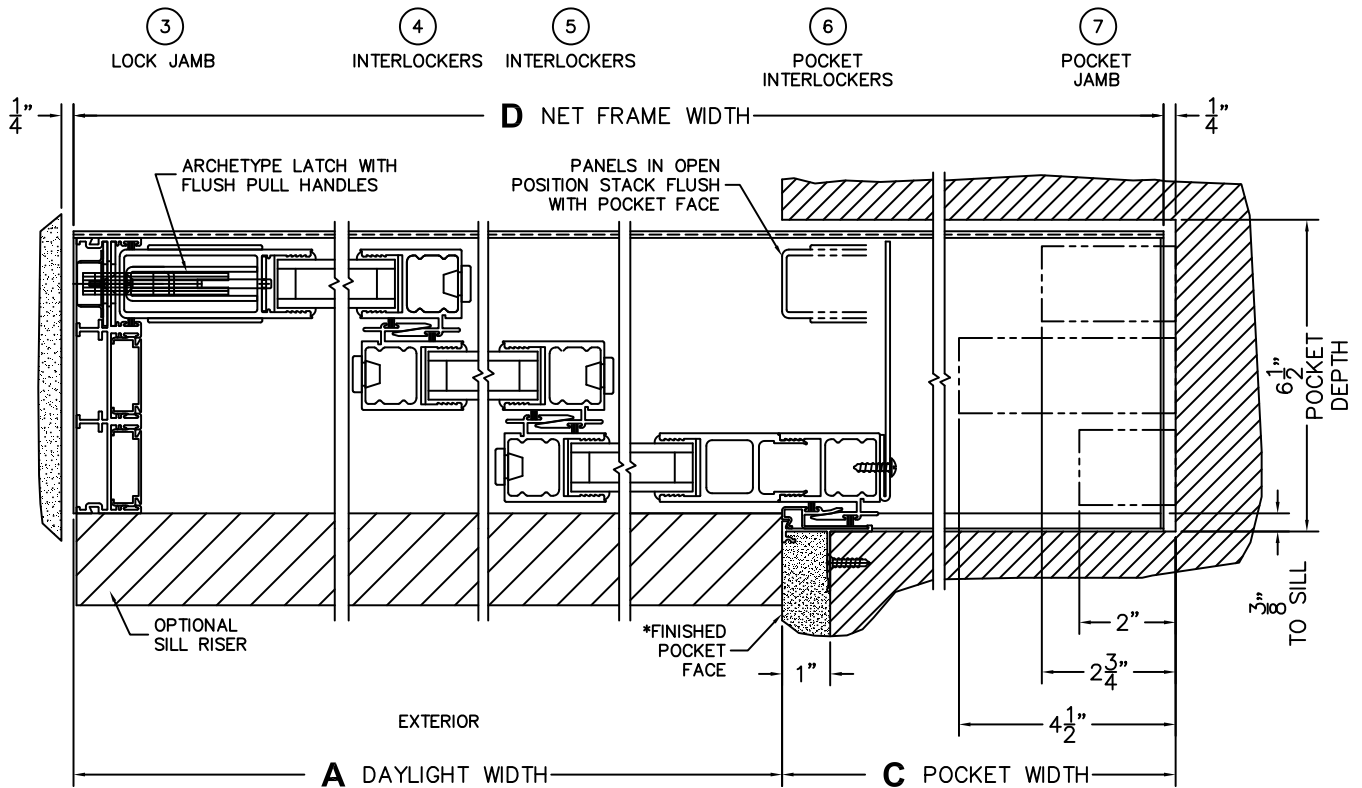 3
4
5
6
7
LOCK JAMB
INTERLOCKERS
INTERLOCKERS
POCKET
INTERLOCKERS
POCKET
JAMB
1/4"
D NET FRAME WIDTH
1/4"
ARCHETYPE LATCH WITH
FLUSH PULL HANDLES
PANELS IN OPEN
POSITION STACK FLUSH
WITH POCKET FACE
6 1/2"
POCKET
DEPTH
3/8"
TO SILL
OPTIONAL
SILL RISER
*FINISHED
POCKET
FACE
1"
2"
2 3/4"
4 1/2"
EXTERIOR
A DAYLIGHT WIDTH
C POCKET WIDTH